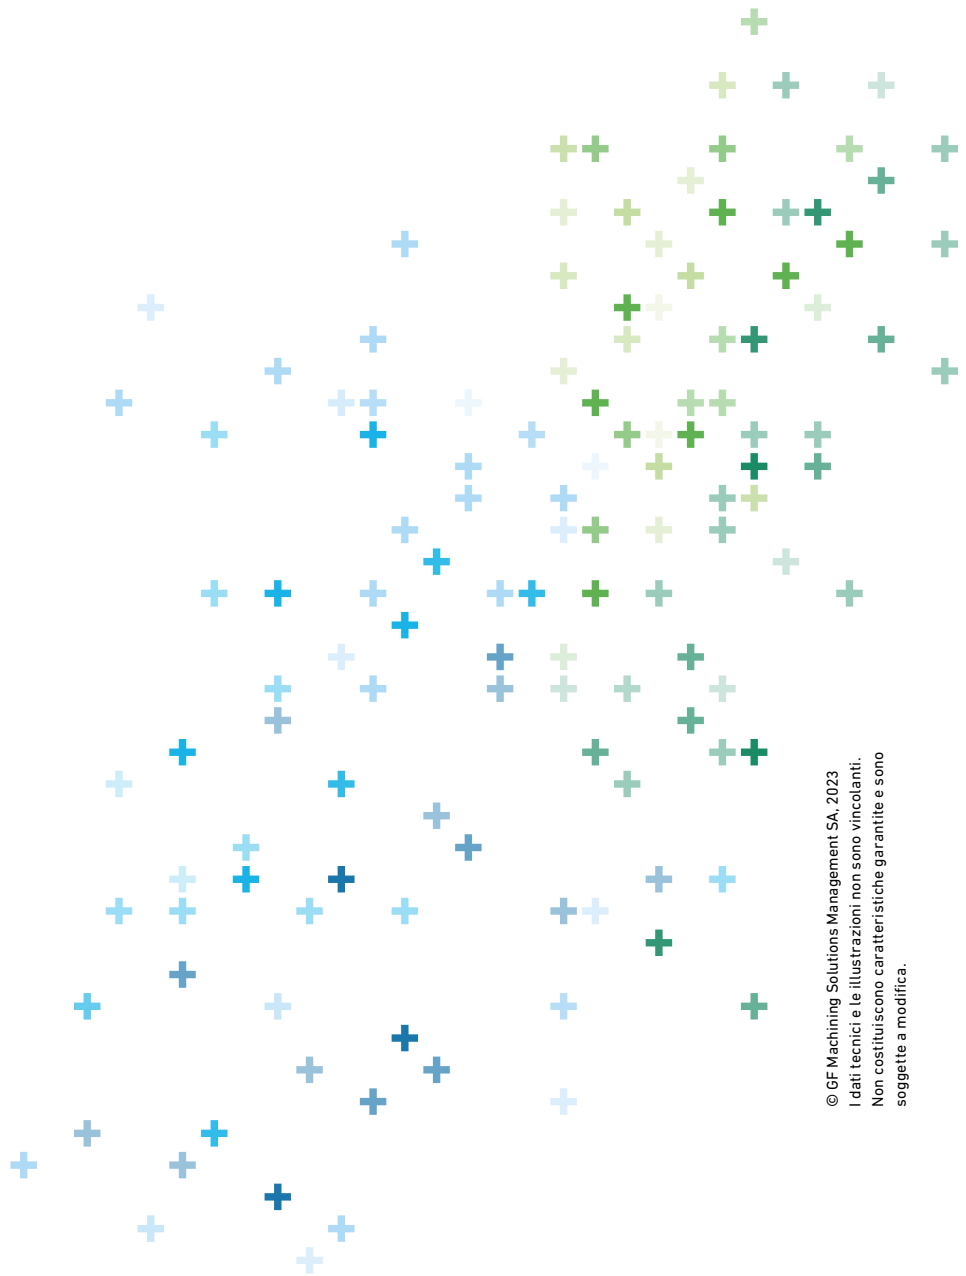 © GF Machining Solutions Management SA, 2023
I dati tecnici e le illustrazioni non sono vincolanti.
Non costituiscono caratteristiche garantite e sono
soggette a modifica.